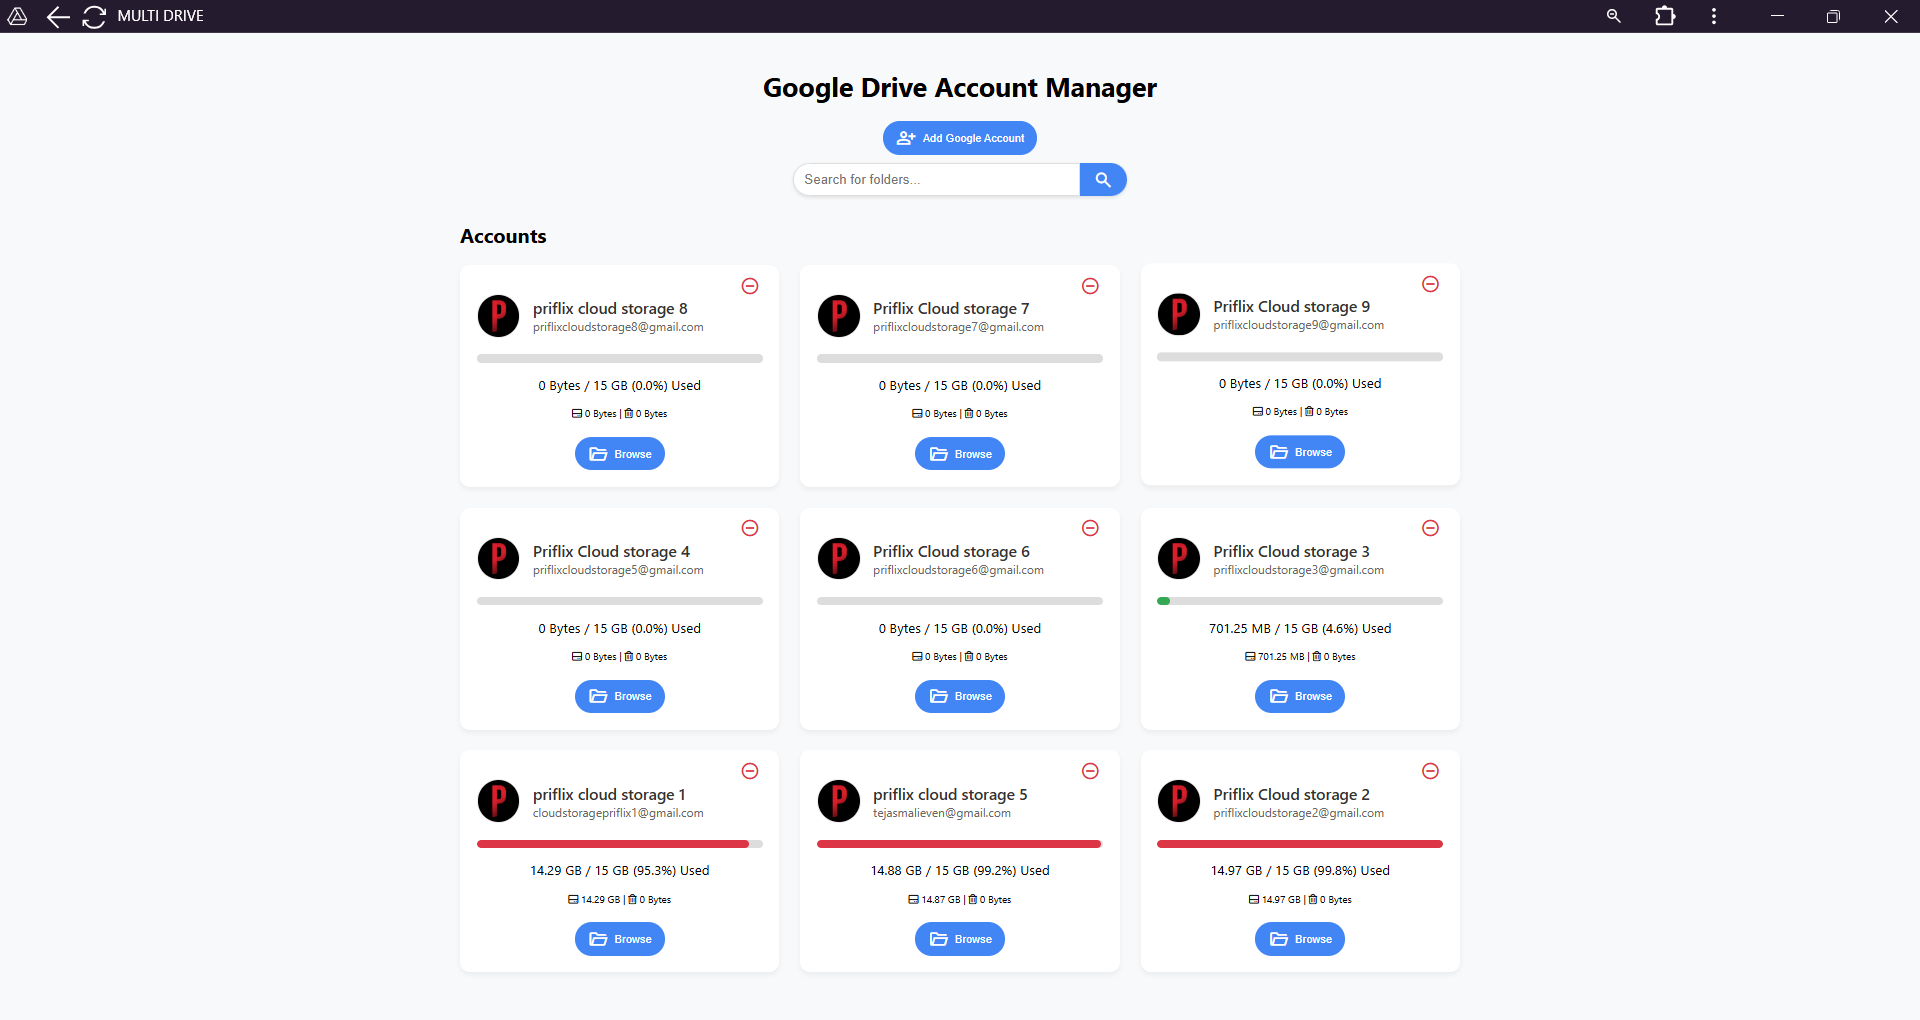 MULTI DRIVE
Google Drive Account Manager
Add Google Account
Search for folders...
Accounts
P
priflix cloud storage 8
priflixcloudstorage8@gmail.com
0 Bytes / 15 GB (0.0%) Used
0 Bytes | 0 Bytes
Browse
P
Priflix Cloud storage 7
priflixcloudstorage7@gmail.com
0 Bytes / 15 GB (0.0%) Used
0 Bytes | 0 Bytes
Browse
P
Priflix Cloud storage 9
priflixcloudstorage9@gmail.com
0 Bytes / 15 GB (0.0%) Used
0 Bytes | 0 Bytes
Browse
P
Priflix Cloud storage 4
priflixcloudstorage5@gmail.com
0 Bytes / 15 GB (0.0%) Used
0 Bytes | 0 Bytes
Browse
P
Priflix Cloud storage 6
priflixcloudstorage6@gmail.com
0 Bytes / 15 GB (0.0%) Used
0 Bytes | 0 Bytes
Browse
P
Priflix Cloud storage 3
priflixcloudstorage3@gmail.com
701.25 MB / 15 GB (4.6%) Used
701.25 MB | 0 Bytes
Browse
P
priflix cloud storage 1
cloudstoragepriflix1@gmail.com
14.29 GB / 15 GB (95.3%) Used
14.29 GB | 0 Bytes
Browse
P
priflix cloud storage 5
tejasmalieven@gmail.com
14.88 GB / 15 GB (99.2%) Used
14.87 GB | 0 Bytes
Browse
P
Priflix Cloud storage 2
priflixcloudstorage2@gmail.com
14.97 GB / 15 GB (99.8%) Used
14.97 GB | 0 Bytes
Browse